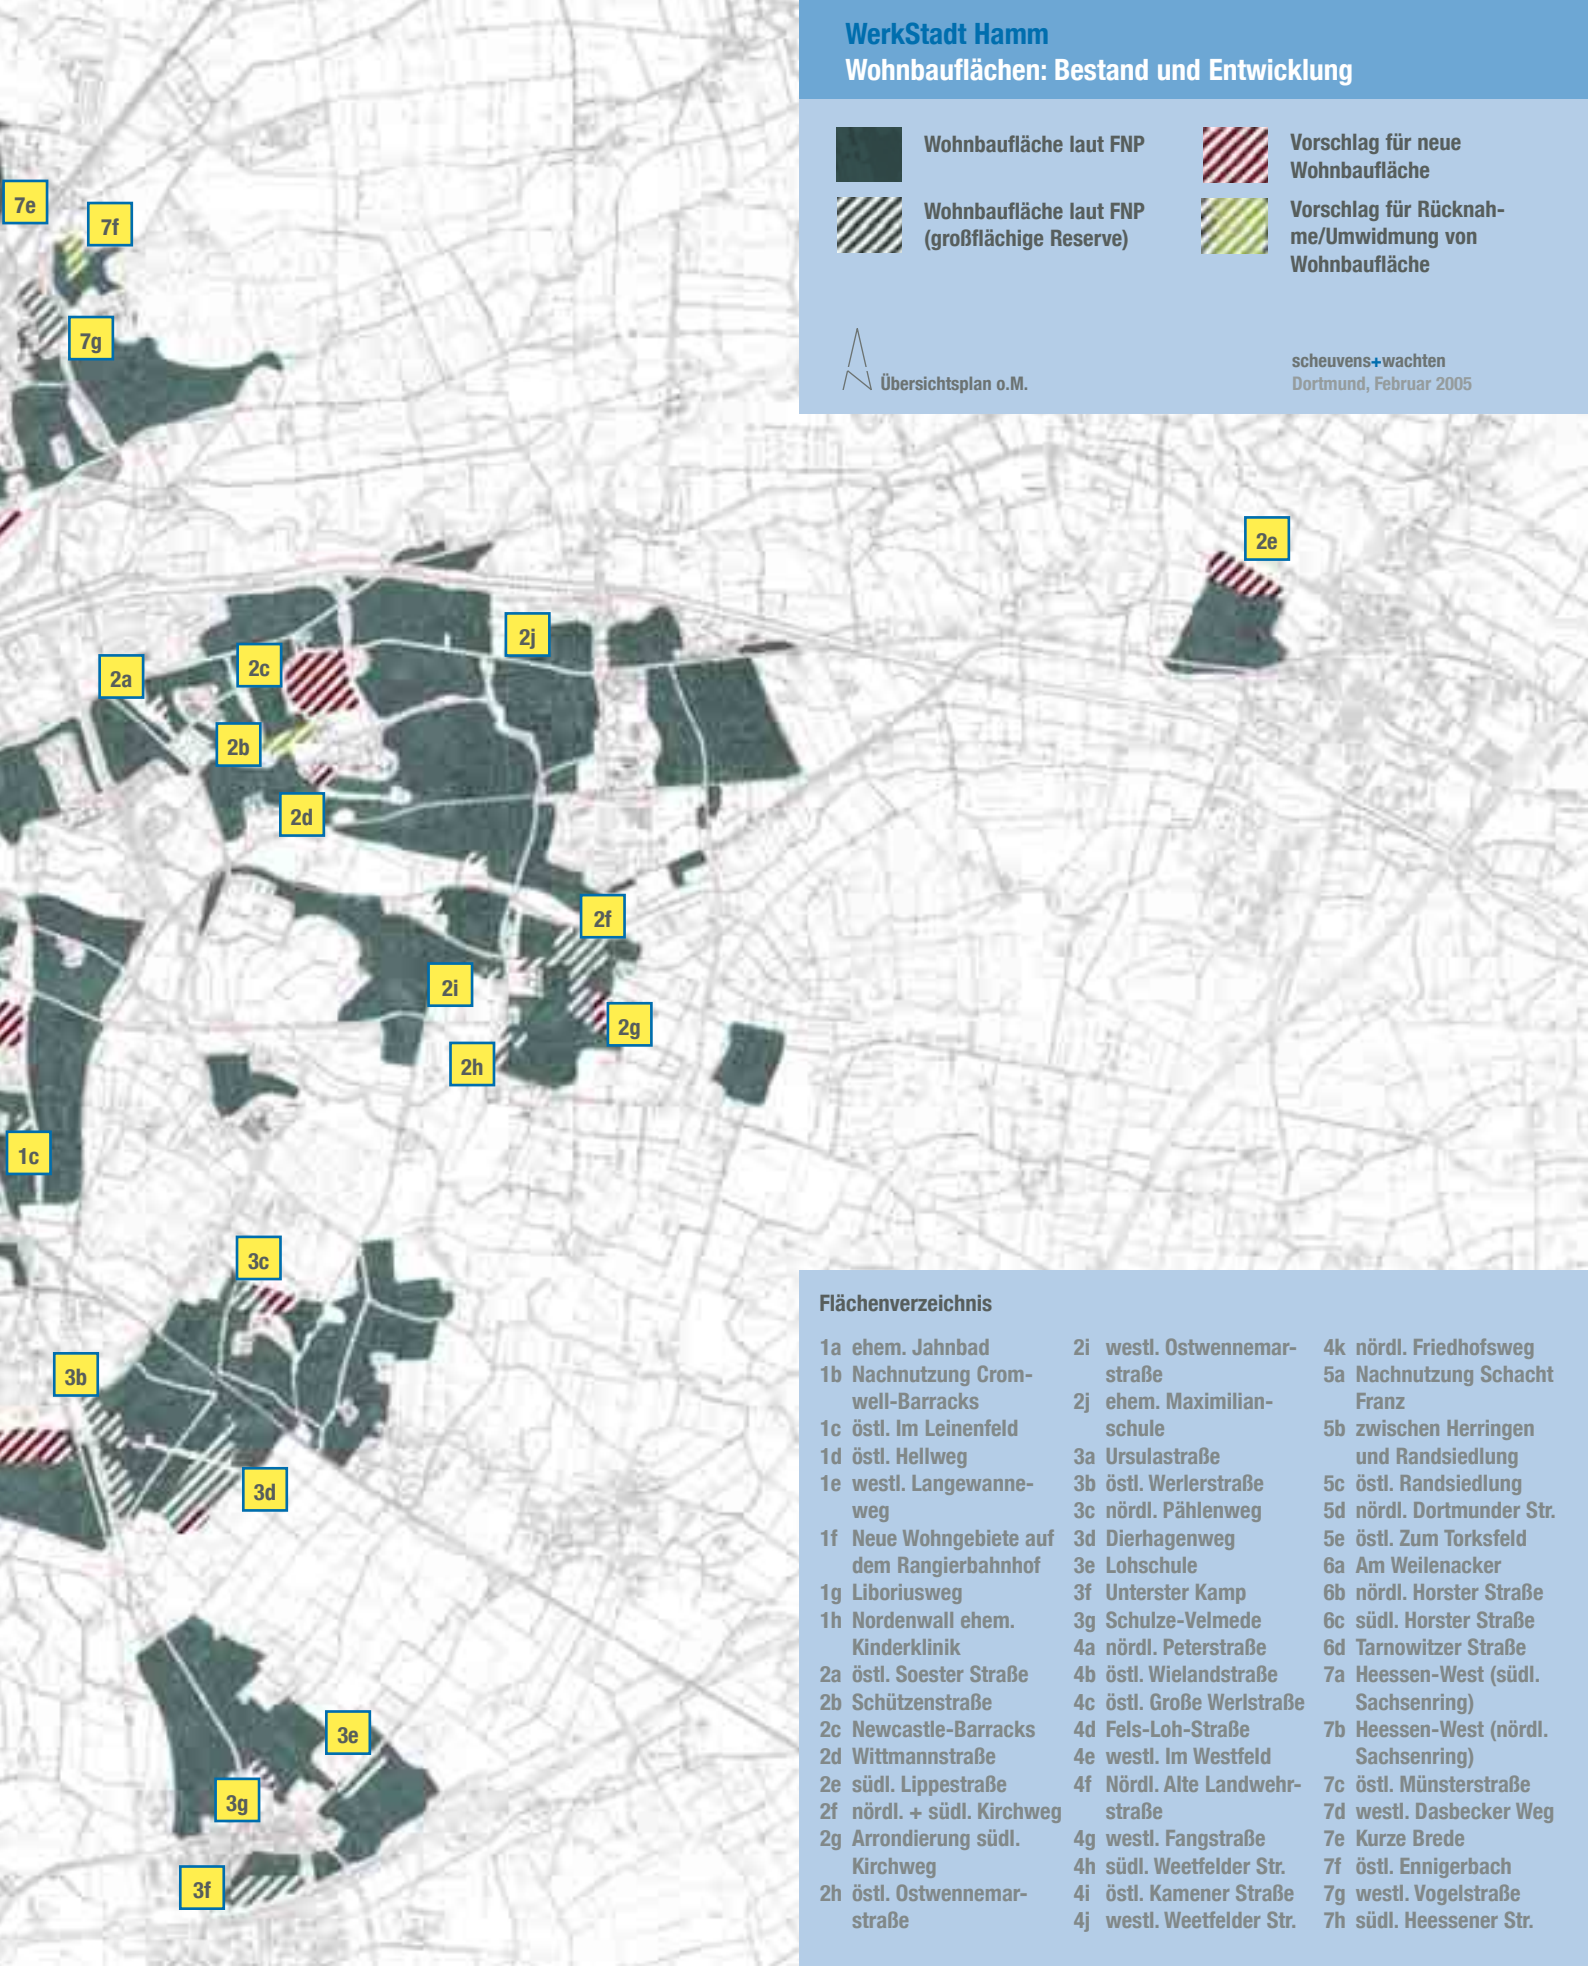 WerkStadt Hamm
Wohnbauflächen: Bestand und Entwicklung
Wohnbaufläche laut FNP
Wohnbaufläche laut FNP
(großflächige Reserve)
Vorschlag für neue
Wohnbaufläche
Vorschlag für Rücknah-
me/Umwidmung von
Wohnbaufläche
Übersichtsplan o.M.
scheuvens+wachten
Dortmund, Februar 2005
7e
7f
7g
2e
2j
2c
2a
2b
2d
2f
2i
2g
2h
1c
3c
3b
3d
3e
3g
3f
Flächenverzeichnis
1a ehem. Jahnbad
1b Nachnutzung Crom-
well-Barracks
1c östl. Im Leinenfeld
1d östl. Hellweg
1e westl. Langewanne-
weg
1f Neue Wohngebiete auf
dem Rangierbahnhof
1g Liboriusweg
1h Nordenwall ehem.
Kinderklinik
2a östl. Soester Straße
2b Schützenstraße
2c Newcastle-Barracks
2d Wittmannstraße
2e südl. Lippestraße
2f nördl. + südl. Kirchweg
2g Arrondierung südl.
Kirchweg
2h östl. Ostwennemar-
straße
2i westl. Ostwennemar-
straße
2j ehem. Maximilian-
schule
3a Ursulastraße
3b östl. Werlerstraße
3c nördl. Pählenweg
3d Dierhagenweg
3e Lohschule
3f Unterster Kamp
3g Schulze-Velmede
4a nördl. Peterstraße
4b östl. Wielandstraße
4c östl. Große Werlstraße
4d Fels-Loh-Straße
4e westl. Im Westfeld
4f Nördl. Alte Landwehr-
straße
4g westl. Fangstraße
4h südl. Weetfelder Str.
4i östl. Kamener Straße
4j westl. Weetfelder Str.
4k nördl. Friedhofsweg
5a Nachnutzung Schacht
Franz
5b zwischen Herringen
und Randsiedlung
5c östl. Randsiedlung
5d nördl. Dortmunder Str.
5e östl. Zum Torksfeld
6a Am Weilenacker
6b nördl. Horster Straße
6c südl. Horster Straße
6d Tarnowitzer Straße
7a Heessen-West (südl.
Sachsenring)
7b Heessen-West (nördl.
Sachsenring)
7c östl. Münsterstraße
7d westl. Dasbecker Weg
7e Kurze Brede
7f östl. Ennigerbach
7g westl. Vogelstraße
7h südl. Heessener Str.